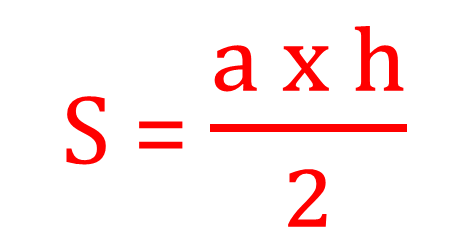 S = a x h / 2